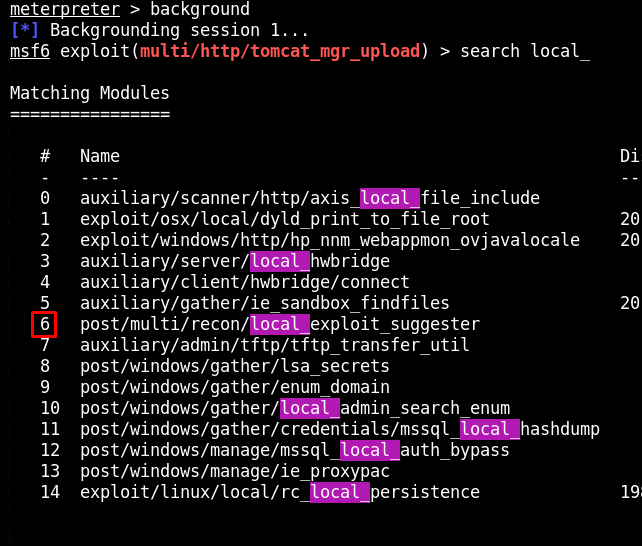 meterpreter > background
[*] Backgrounding session 1...
msf6 exploit(multi/http/tomcat_mgr_upload) > search local_
Matching Modules
================
# Name Di
- ---- --
0 auxiliary/scanner/http/axis_local_file_include
1 exploit/osx/local/dyld_print_to_file_root 20
2 exploit/windows/http/hp_nnm_webappmon_ovjavalocale 20
3 auxiliary/server/local_hwbridge
4 auxiliary/client/hwbridge/connect
5 auxiliary/gather/ie_sandbox_findfiles 20
6 post/multi/recon/local_exploit_suggester
7 auxiliary/admin/tftp/tftp_transfer_util
8 post/windows/gather/lsa_secrets
9 post/windows/gather/enum_domain
10 post/windows/gather/local_admin_search_enum
11 post/windows/gather/credentials/mssql_local_hashdump
12 post/windows/manage/mssql_local_auth_bypass
13 post/windows/manage/ie_proxypac
14 exploit/linux/local/rc_local_persistence 198